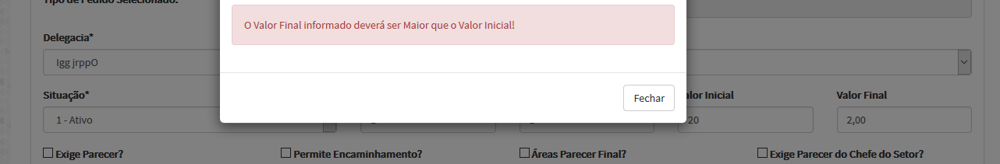 Tipo de Pedido Selecionado:
O Valor Final informado deverá ser Maior que o Valor Inicial!
Delegacia*
Igg jrppO
Fechar
Situação*
alor Inicial
Valor Final
1 - Ativo
20
2,00
Exige Parecer?
Permite Encaminhamento?
Áreas Parecer Final?
Exige Parecer do Chefe do Setor?